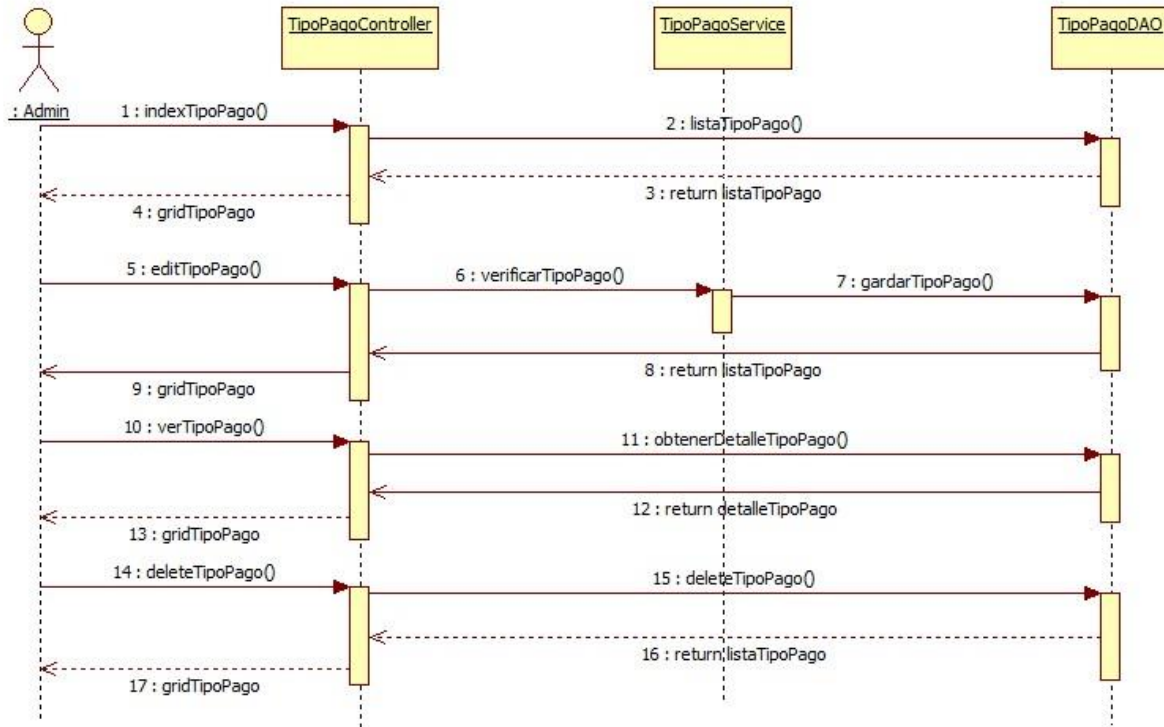 TipoPagoController
TipoPagoService
TipoPagoDAO
: Admin
1 : indexTipoPago()
2 : listaTipoPago()
3 : return listaTipoPago
4 : gridTipoPago
5 : editTipoPago()
6 : verificarTipoPago()
7 : gardarTipoPago()
8 : return listaTipoPago
9 : gridTipoPago
10 : verTipoPago()
11 : obtenerDetalleTipoPago()
12 : return detalleTipoPago
13 : gridTipoPago
14 : deleteTipoPago()
15 : deleteTipoPago()
16 : return listaTipoPago
17 : gridTipoPago